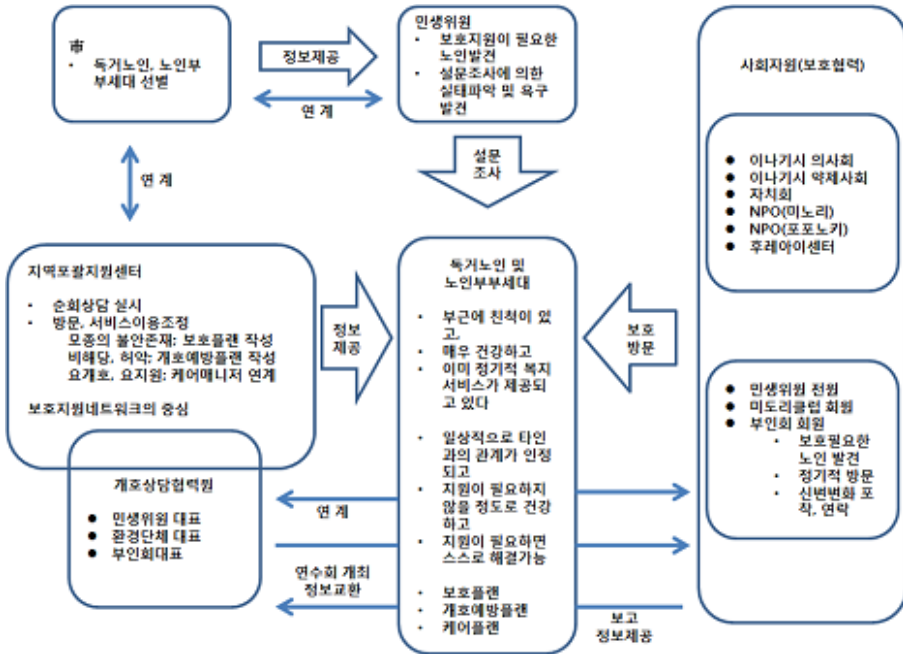 市
• 독거노인, 노인부
부세대 선별
정보제공
연 계
민생위원
• 보호지원이 필요한
노인발견
• 설문조사에 의한
실태파악 및 욕구
발견
연 계
설문
조사
사회자원(보호협력)
● 이나기시 의사회
● 이나기시 약제사회
● 자치회
● NPO(미노리)
● NPO(포포노키)
● 후레아이센터
지역포괄지원센터
• 순회상담 실시
• 방문, 서비스이용조정
모종의 불안존재: 보호플랜 작성
비해당, 허약: 개호예방플랜 작성
요개호, 요지원: 케어매니저 연계
보호지원네트워크의 중심
정보
제공
독거노인 및
노인부부세대
• 부근에 친척이 있
고,
• 매우 건강하고
• 이미 정기적 복지
서비스가 제공되
고 있다
• 일상적으로 타인
과의 관계가 인정
되고
• 지원이 필요하지
않을 정도로 건강
하고
• 지원이 필요하면
스스로 해결가능
• 보호플랜
• 개호예방플랜
• 케어플랜
보호
방문
● 민생위원 전원
● 미도리클럽 회원
● 부인회 회원
• 보호필요한
노인 발견
• 정기적 방문
• 신변변화 포
착, 연락
개호상담협력원
● 민생위원 대표
● 환경단체 대표
● 부인회대표
연 계
연수회 개최
정보교환
보고
정보제공